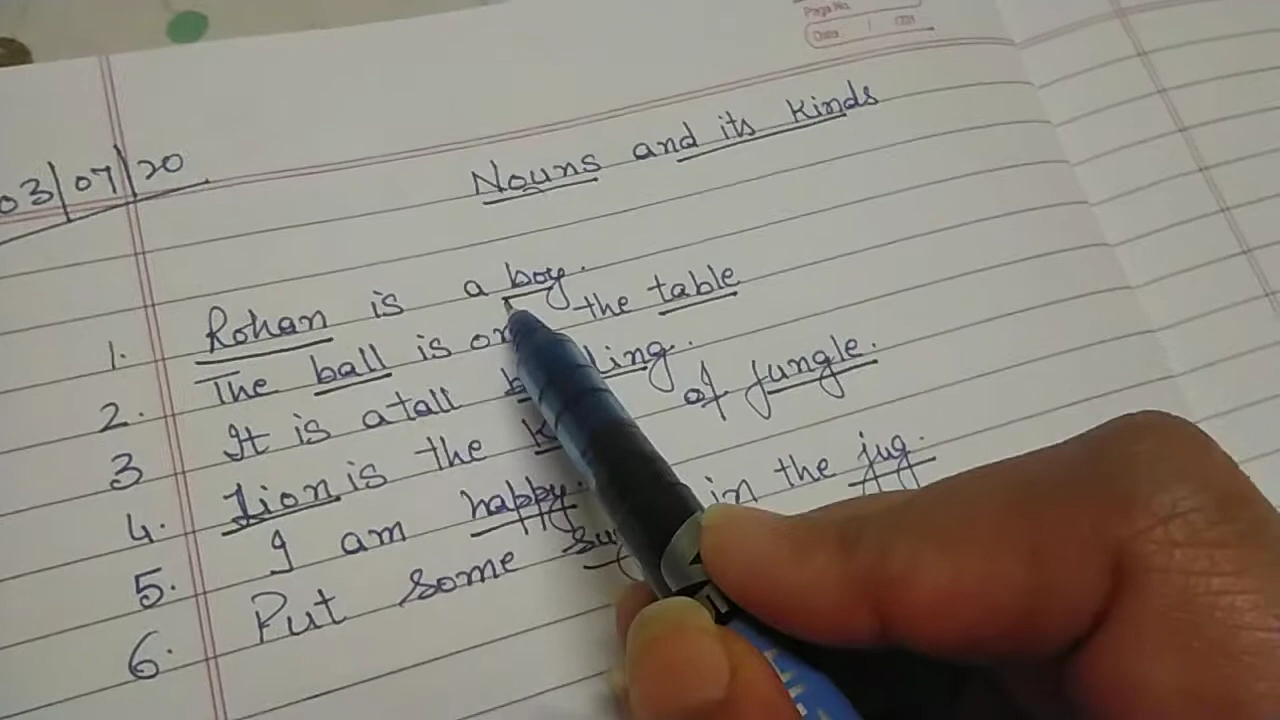 Page No.
Date
03/07/20
Nouns and its Kinds
1. Rohan is a boy.
2. The ball is on the table
3 It is a tall building.
4. Lion is the of Jungle.
5. I am happy.
6. Put some in the jug.